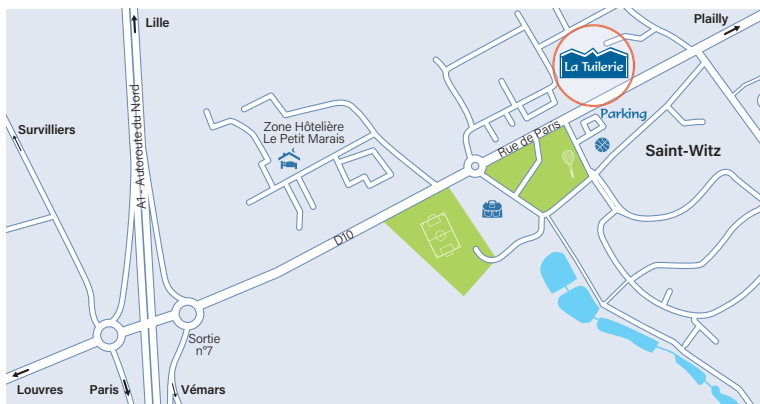 Lille
Plailly
La Tuilerie
A1 - Autoroute du Nord
Parking
Survilliers
Zone Hôtelière
Le Petit Marais
Rue de Paris
Saint-Witz
D10
Sortie
n°7
Louvres
Paris
Vémars